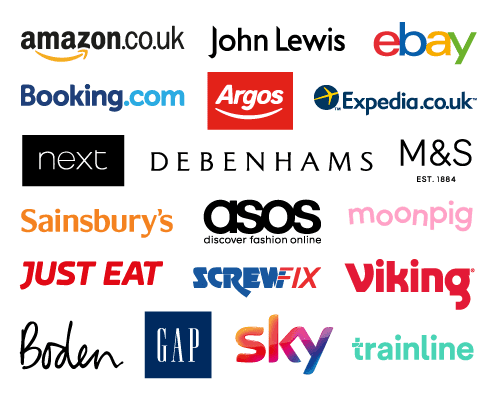 amazon.co.uk John Lewis ebay
Booking.com Argos Expedia.co.uk™
next DEBENHAMS M&S
EST. 1884
Sainsbury's asos moonpig
discover fashion online
JUST EAT SCREWFIX Viking®
Boden GAP sky trainline